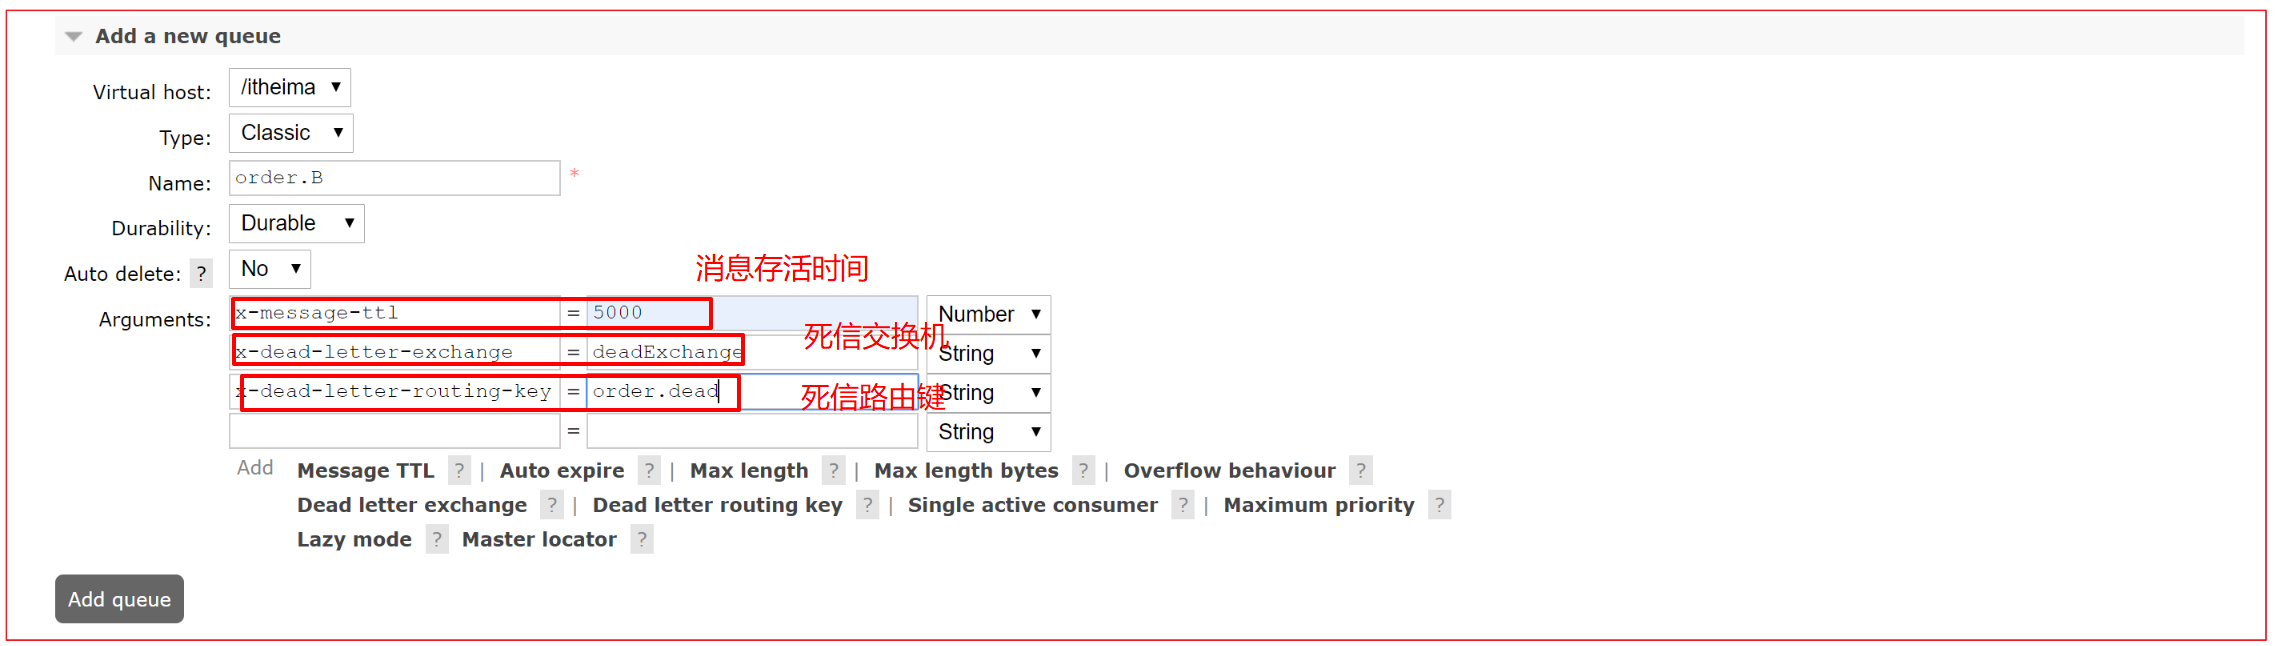 Add a new queue
Virtual host: /itheima
Type: Classic
Name: order.B *
Durability: Durable
Auto delete: ? No
消息存活时间
Arguments: x-message-ttl = 5000 Number
死信交换机
x-dead-letter-exchange = deadExchange String
x-dead-letter-routing-key = order.dead 死信路由键 String
= String
Add Message TTL ? | Auto expire ? | Max length ? | Max length bytes ? | Overflow behaviour ?
Dead letter exchange ? | Dead letter routing key ? | Single active consumer ? | Maximum priority ?
Lazy mode ? Master locator ?
Add queue